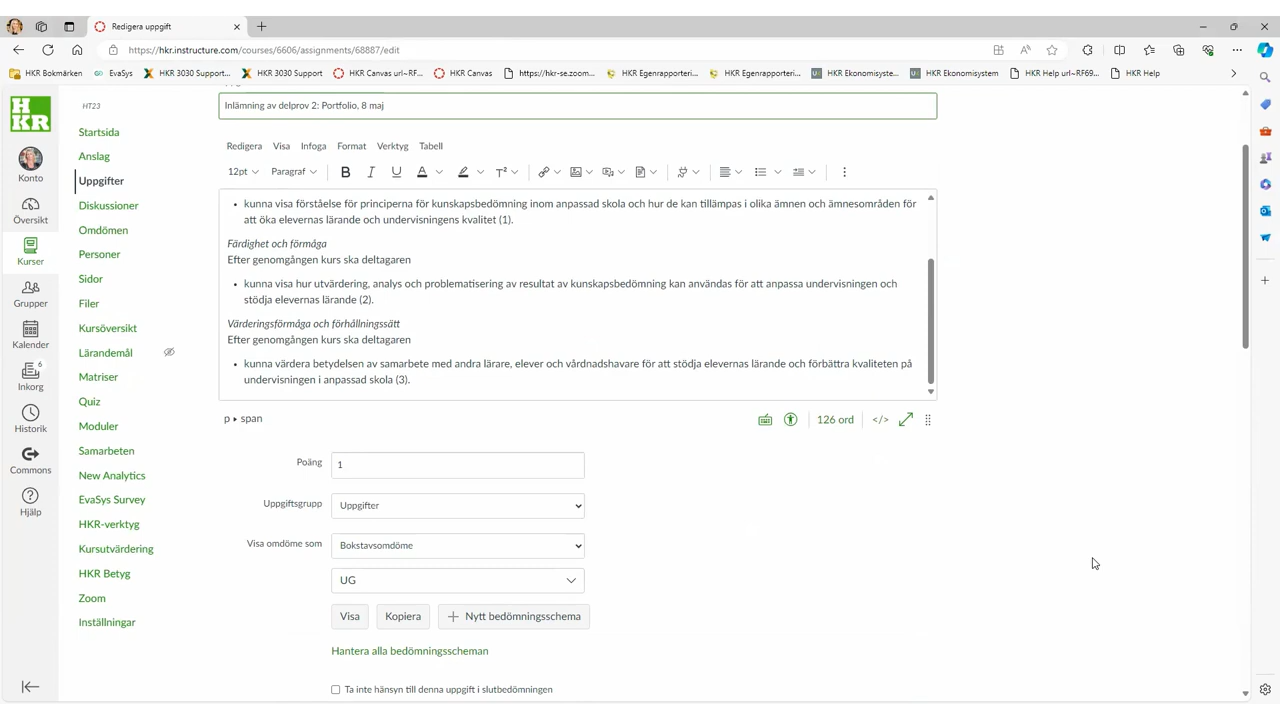 Redigera uppgift
https://hkr.instructure.com/courses/6606/assignments/68887/edit
HKR Bokmärken
EvaSys
HKR 3030 Support...
HKR 3030 Support
HKR Canvas url~RF...
HKR Canvas
https://hkr-se.zoom...
HKR Egenrapporteri...
HKR Egenrapporteri...
HKR Ekonomisyste...
HKR Ekonomisystem
HKR Help url~RF69...
HKR Help
HKR
Konto
Översikt
Kurser
Grupper
Kalender
6
Inkorg
Historik
Commons
Hjälp
HT23
Startsida
Anslag
Uppgifter
Diskussioner
Omdömen
Personer
Sidor
Filer
Kursöversikt
Lärandemål
Matriser
Quiz
Moduler
Samarbeten
New Analytics
EvaSys Survey
HKR-verktyg
Kursutvärdering
HKR Betyg
Zoom
Inställningar
Inlämning av delprov 2: Portfolio, 8 maj
Redigera Visa Infoga Format Verktyg Tabell
12pt Paragraf B I U A T²
• kunna visa förståelse för principerna för kunskapsbedömning inom anpassad skola och hur de kan tillämpas i olika ämnen och ämnesområden för
att öka elevernas lärande och undervisningens kvalitet (1).
Färdighet och förmåga
Efter genomgången kurs ska deltagaren
• kunna visa hur utvärdering, analys och problematisering av resultat av kunskapsbedömning kan användas för att anpassa undervisningen och
stödja elevernas lärande (2).
Värderingsförmåga och förhållningssätt
Efter genomgången kurs ska deltagaren
• kunna värdera betydelsen av samarbete med andra lärare, elever och vårdnadshavare för att stödja elevernas lärande och förbättra kvaliteten på
undervisningen i anpassad skola (3).
p ▸ span
126 ord
</>
Poäng 1
Uppgiftsgrupp Uppgifter
Visa omdöme som Bokstavsomdöme
UG
Visa Kopiera + Nytt bedömningsschema
Hantera alla bedömningsscheman
Ta inte hänsyn till denna uppgift i slutbedömningen